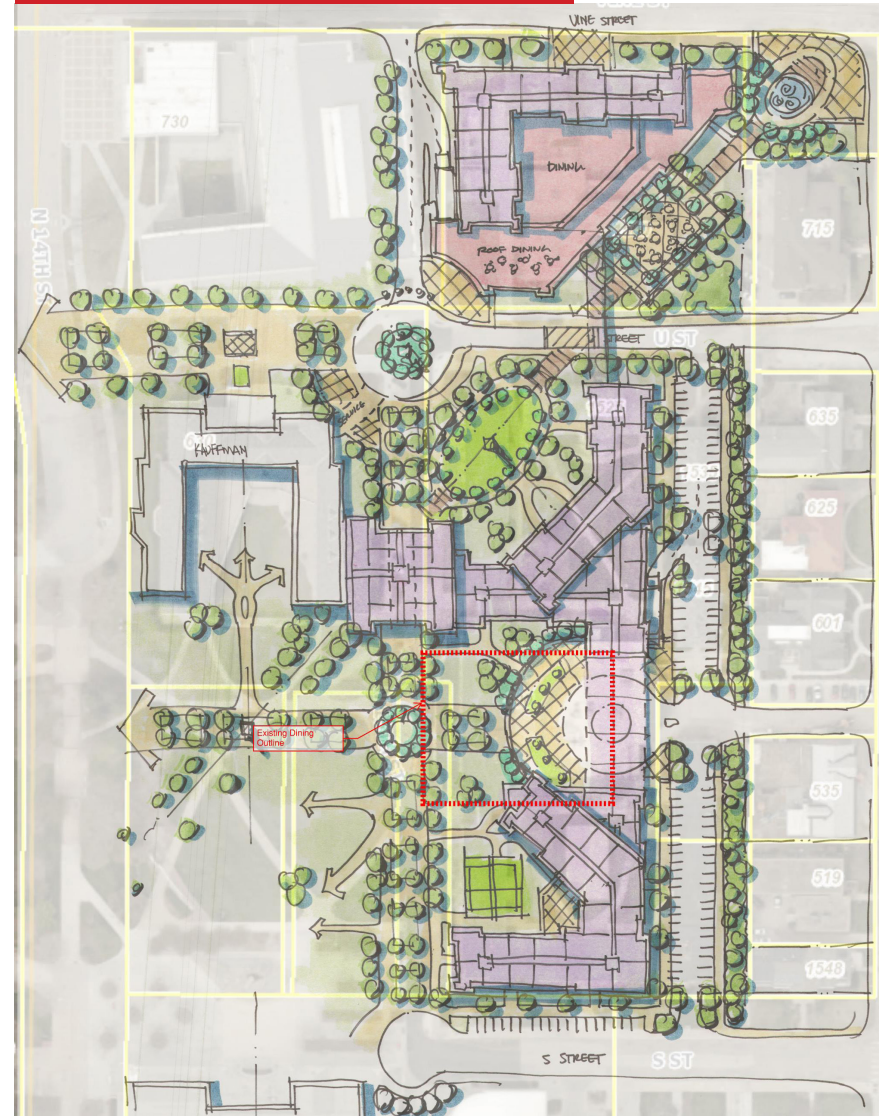 VINE STREET
730
DINING
N 14TH S
715
ROOF DINING
STREET
U ST
SERVICE
KAUFFMAN
635
625
601
Existing Dining
Outline
535
519
1548
S STREET
S ST